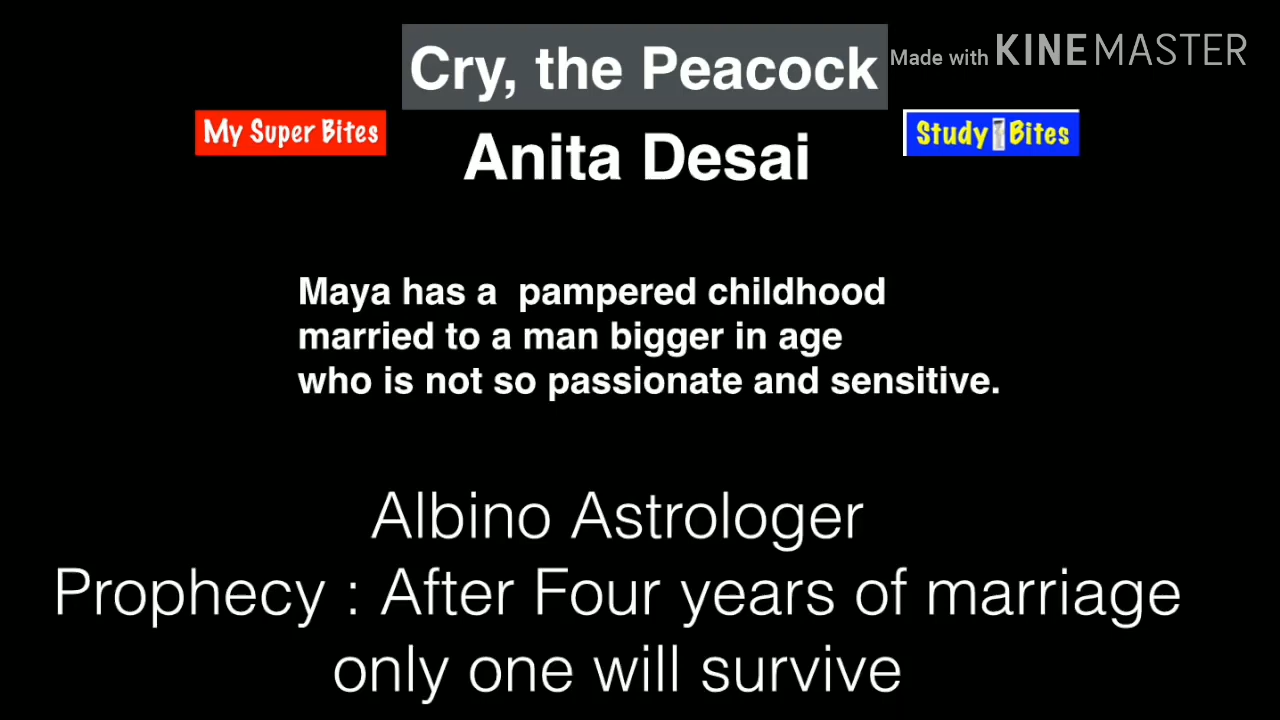 Cry, the Peacock
Made with KINEMASTER
My Super Bites
Study Bites
Anita Desai
Maya has a pampered childhood
married to a man bigger in age
who is not so passionate and sensitive.
Albino Astrologer
Prophecy : After Four years of marriage
only one will survive